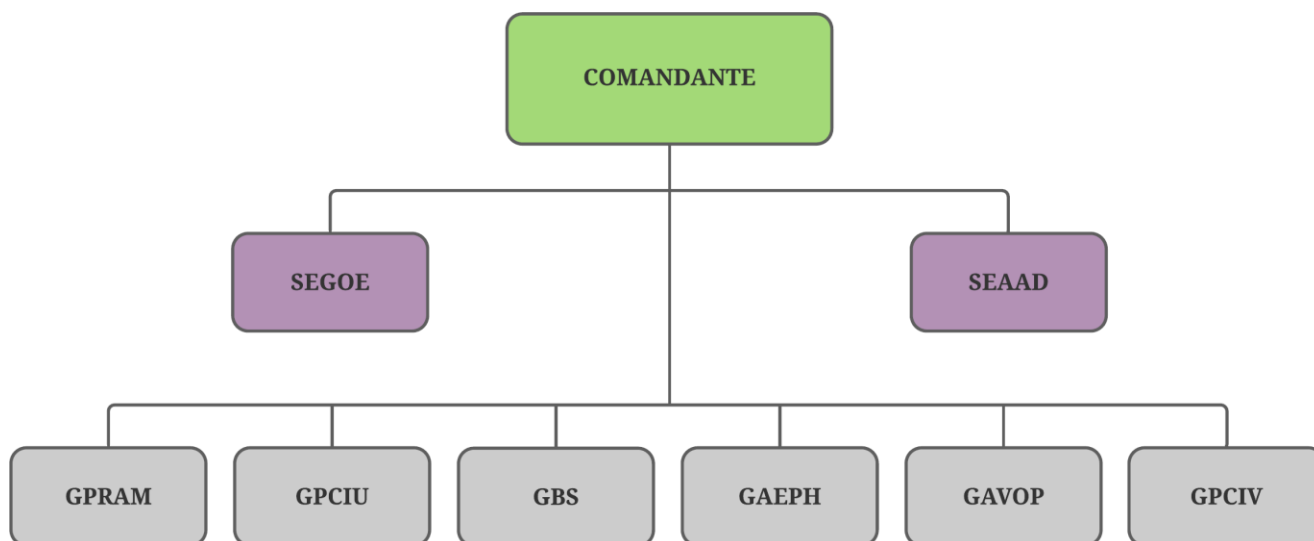 COMANDANTE
SEGOE
SEAAD
GPRAM
GPCIU
GBS
GAEPH
GAVOP
GPCIV